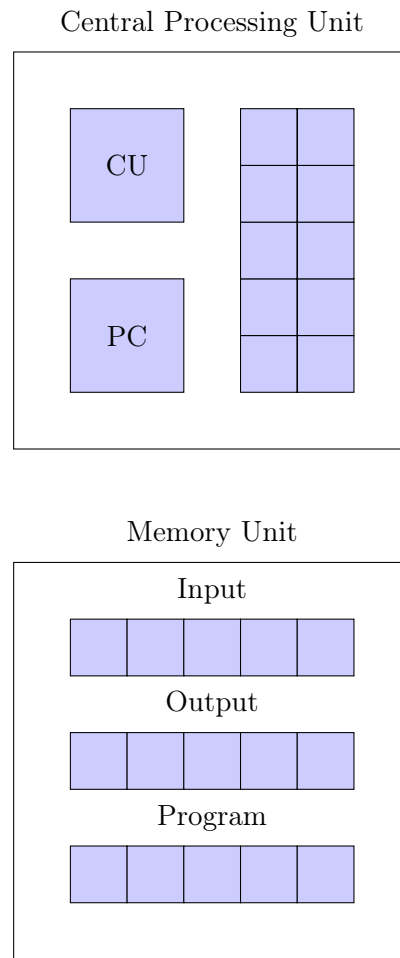 Central Processing Unit
CU
PC
Memory Unit
Input
Output
Program